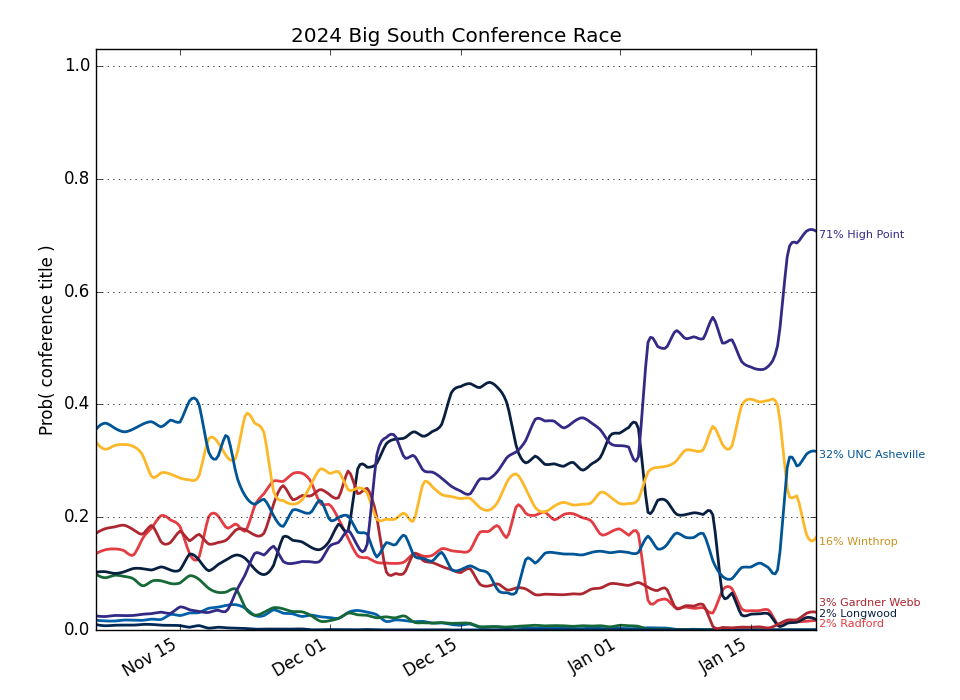 2024 Big South Conference Race
Prob( conference title )
1.0
0.8
0.6
0.4
0.2
0.0
71% High Point
32% UNC Asheville
16% Winthrop
3% Gardner Webb
2% Longwood
2% Radford
Nov 15
Dec 01
Dec 15
Jan 01
Jan 15